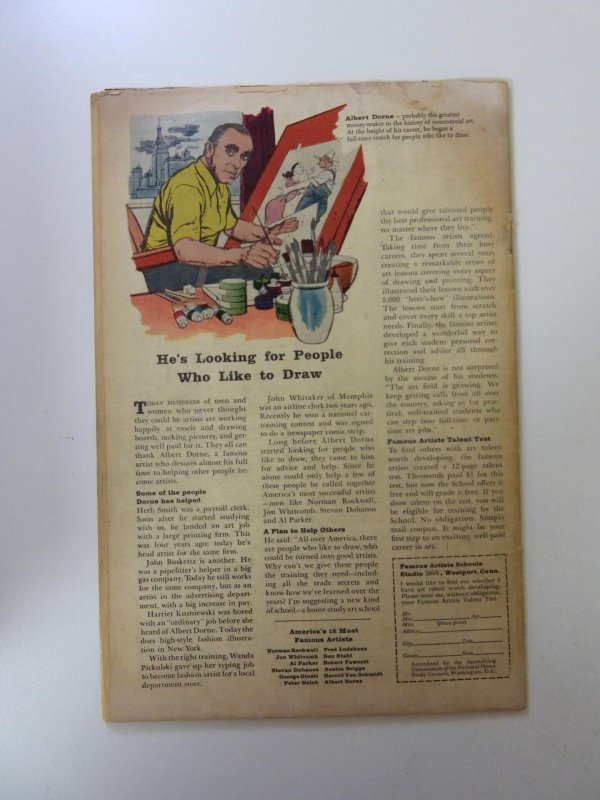 Albert Dorne – probably the greatest
money-maker in the history of commercial art.
At the height of his career, he began a
full-time search for people who like to draw.
He's Looking for People
Who Like to Draw
TODAY HUNDREDS of men and
women who never thought
they could be artists are working
happily at easels and drawing
boards, making pictures, and get-
ting well paid for it. They all can
thank Albert Dorne, a famous
artist who devotes almost his full
time to helping other people be-
come artists.
Some of the people
Dorne has helped
Herb Smith was a payroll clerk.
Soon after he started studying
with us, he landed an art job
with a large printing firm. This
was four years ago; today he's
head artist for the same firm.
John Busketta is another. He
was a pipefitter's helper in a big
gas company. Today he still works
for the same company, but as an
artist in the advertising depart-
ment, with a big increase in pay.
Harriet Kuzniewski was bored
with an "ordinary" job before she
heard of Albert Dorne. Today she
does high-style fashion illustra-
tion in New York.
With the right training, Wanda
Pickulski gave up her typing job
to become fashion artist for a local
department store.
John Whitaker of Memphis
was an airline clerk two years ago.
Recently he won a national car-
tooning contest and was signed
to do a newspaper comic strip.
Long before Albert Dorne
started looking for people who
like to draw, they came to him
for advice and help. Since he
alone could only help a few of
these people he called together
America's most successful artists
—men like Norman Rockwell,
Jon Whitcomb, Stevan Dohanos
and Al Parker.
A Plan to Help Others
He said: "All over America, there
are people who like to draw, who
could be turned into good artists.
Why can't we give these people
the training they need—includ-
ing all the trade secrets and
know-how we've learned over the
years? I'm suggesting a new kind
of school—a home-study art school
America's 12 Most
Famous Artists
Norman Rockwell
Jon Whitcomb
Al Parker
Stevan Dohanos
George Giusti
Peter Helck
Fred Ludekens
Ben Stahl
Robert Fawcett
Austin Briggs
Harold Von Schmidt
Albert Dorne
that would give talented people
the best professional art training,
no matter where they live."
The famous artists agreed.
Taking time from their busy
careers, they spent several years
creating a remarkable series of
art lessons covering every aspect
of drawing and painting. They
illustrated their lessons with over
5,000 "here's-how" illustrations.
The lessons start from scratch
and cover every skill a top artist
needs. Finally, the famous artists
developed a wonderful way to
give each student personal cor-
rection and advice all through
his training.
Albert Dorne is not surprised
by the success of his students.
"The art field is growing. We
keep getting calls from all over
the country, asking us for prac-
tical, well-trained students who
can step into full-time or part-
time art jobs."
Famous Artists Talent Test
To find others with art talent
worth developing, the famous
artists created a 12-page talent
test. Thousands paid $1 for this
test, but now the School offers it
free and will grade it free. If you
show talent on the test, you will
be eligible for training by the
School. No obligation. Simply
mail coupon. It might be your
first step to an exciting, well-paid
career in art.
Famous Artists Schools
Studio , Westport, Conn.
I would like to find out whether I
have art talent worth developing.
Please send me, without obligation,
your Famous Artists Talent Test.
Mr.
Mrs. Age
Miss (please print)
Address
City Zone
County State
Accredited by the Accrediting
Commission of the National Home
Study Council, Washington, D.C.